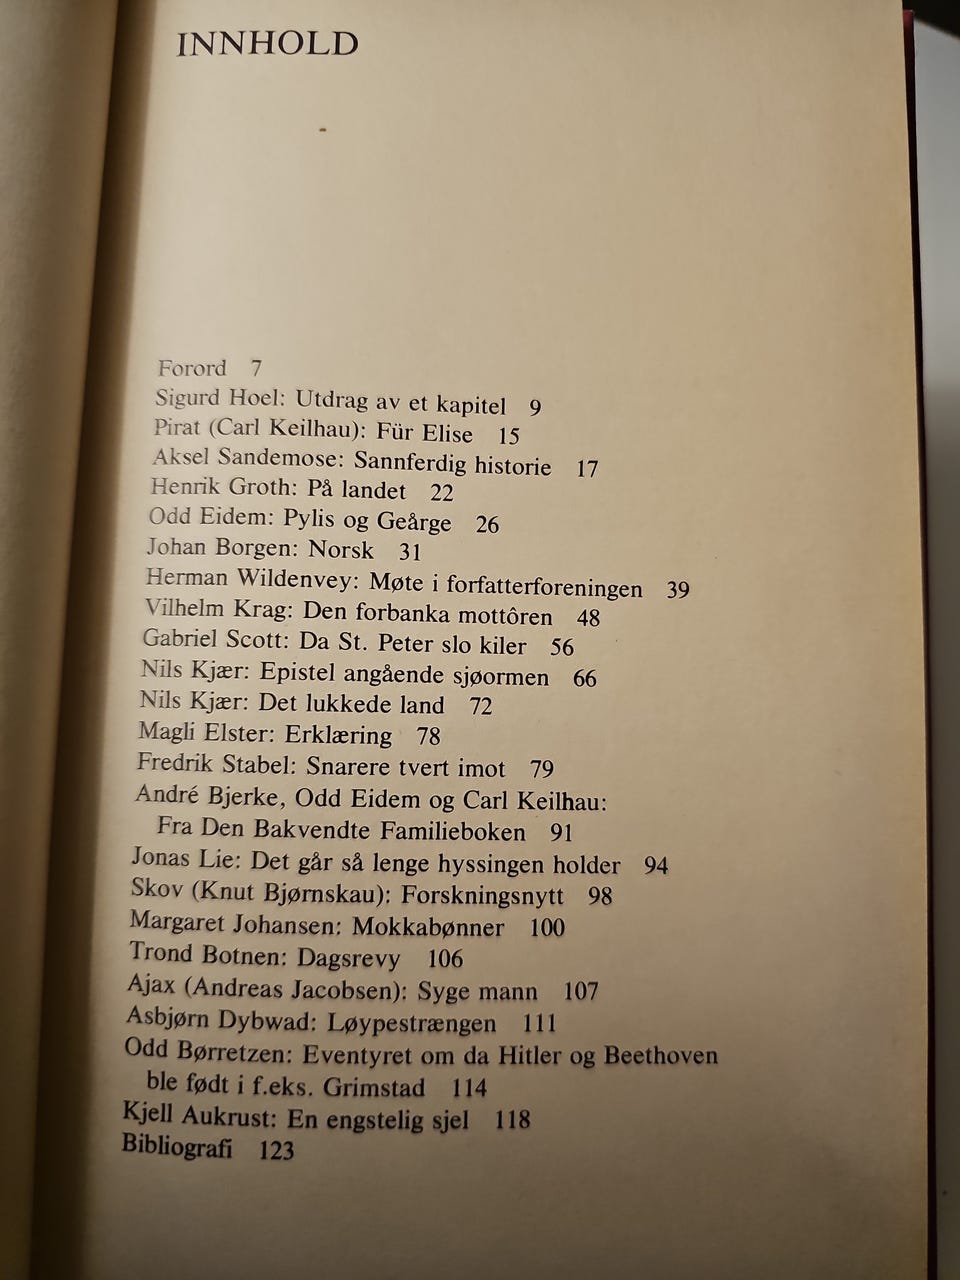 INNHOLD
Forord 7
Sigurd Hoel: Utdrag av et kapitel 9
Pirat (Carl Keilhau): Für Elise 15
Aksel Sandemose: Sannferdig historie 17
Henrik Groth: På landet 22
Odd Eidem: Pylis og Geårge 26
Johan Borgen: Norsk 31
Herman Wildenvey: Møte i forfatterforeningen 39
Vilhelm Krag: Den forbanka mottôren 48
Gabriel Scott: Da St. Peter slo kiler 56
Nils Kjær: Epistel angående sjøormen 66
Nils Kjær: Det lukkede land 72
Magli Elster: Erklæring 78
Fredrik Stabel: Snarere tvert imot 79
André Bjerke, Odd Eidem og Carl Keilhau:
Fra Den Bakvendte Familieboken 91
Jonas Lie: Det går så lenge hyssingen holder 94
Skov (Knut Bjørnskau): Forskningsnytt 98
Margaret Johansen: Mokkabønner 100
Trond Botnen: Dagsrevy 106
Ajax (Andreas Jacobsen): Syge mann 107
Asbjørn Dybwad: Løypestrængen 111
Odd Børretzen: Eventyret om da Hitler og Beethoven
ble født i f.eks. Grimstad 114
Kjell Aukrust: En engstelig sjel 118
Bibliografi 123